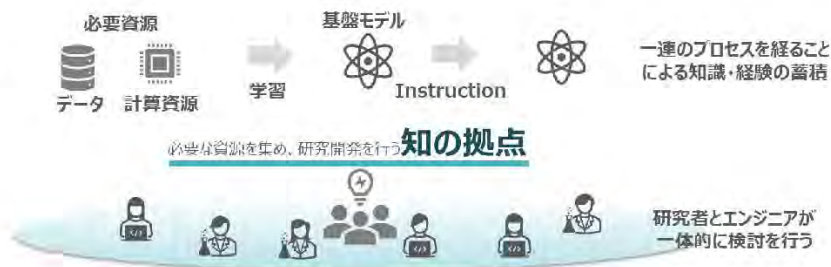 必要資源
データ
計算資源
学習
基盤モデル
Instruction
一連のプロセスを経ること
による知識・経験の蓄積
必要な資源を集め、研究開発を行う知の拠点
研究者とエンジニアが
一体的に検討を行う